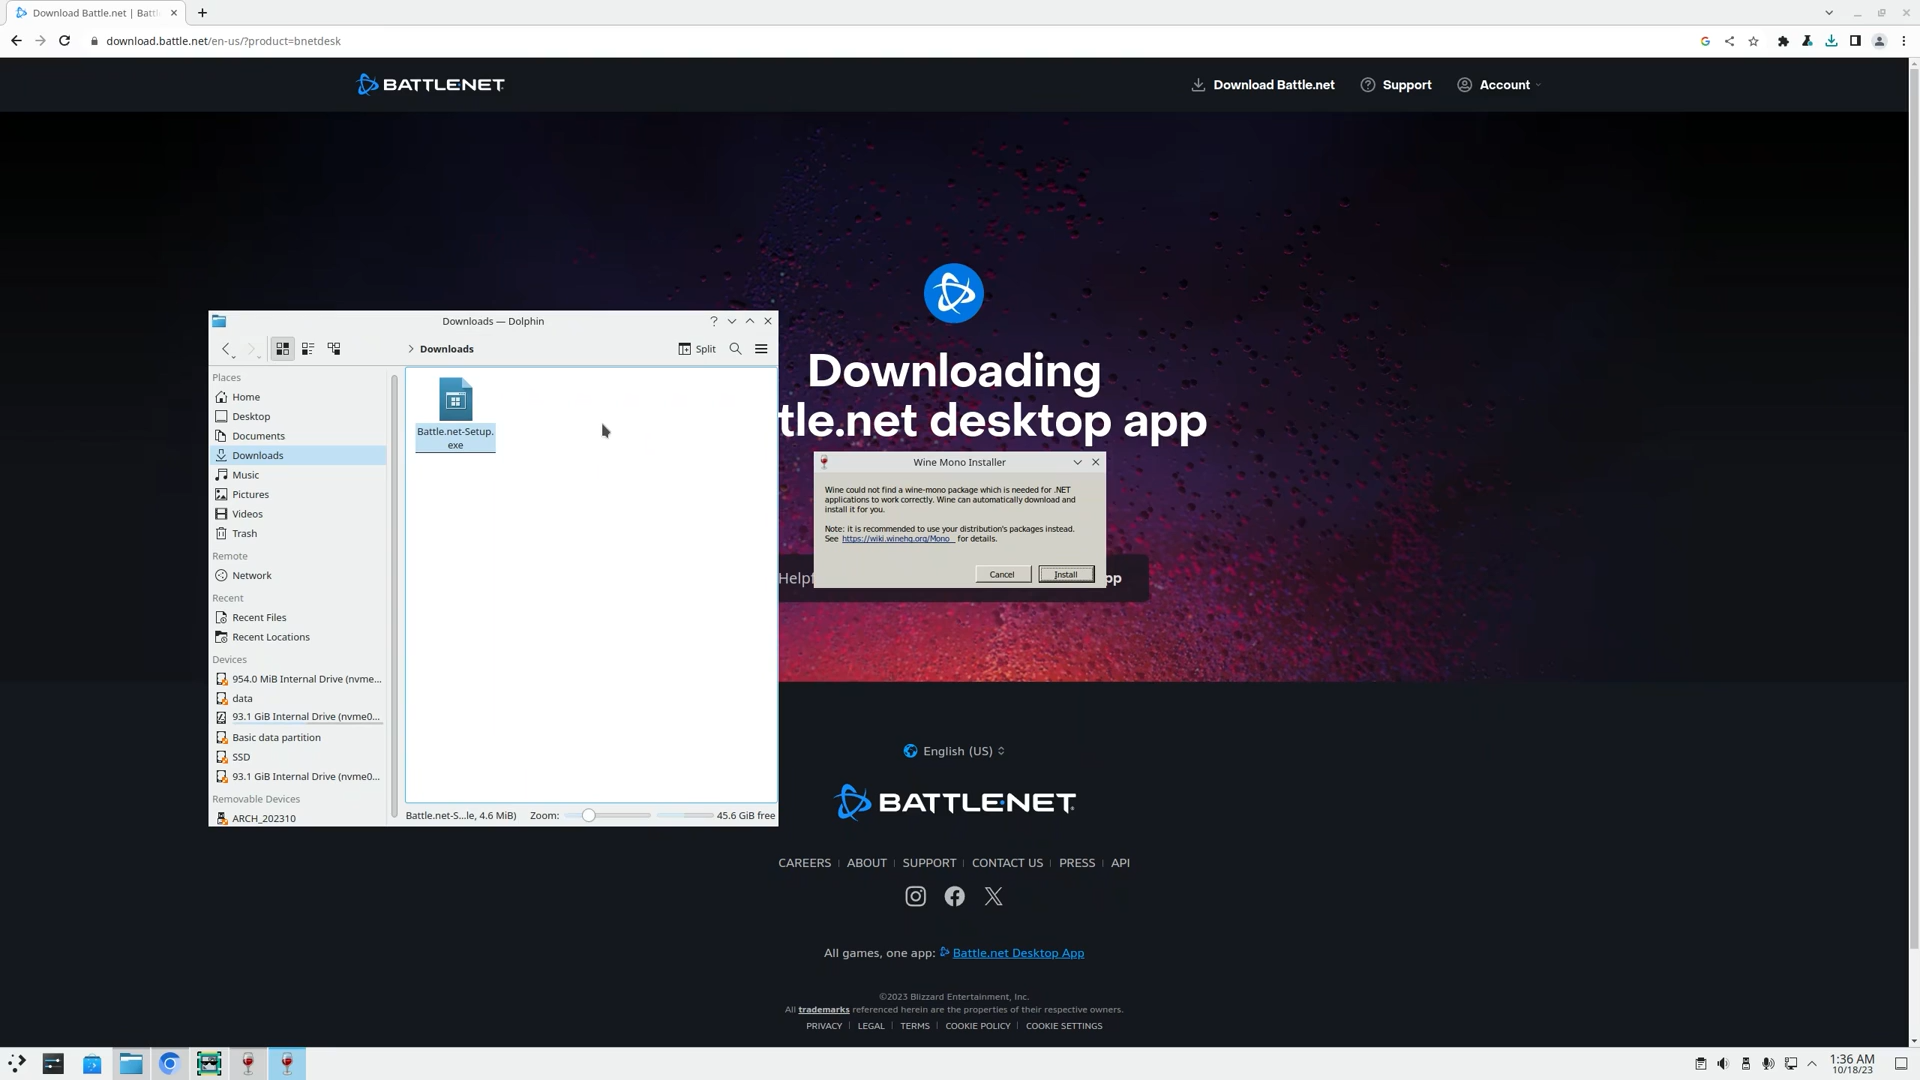 Download Battle.net | Battl
download.battle.net/en-us/?product=bnetdesk
BATTLE.NET
Download Battle.net
Support
Account
Downloading
tle.net desktop app
Downloads — Dolphin
Downloads
Split
Places
Home
Desktop
Documents
Downloads
Music
Pictures
Videos
Trash
Remote
Network
Recent
Recent Files
Recent Locations
Devices
954.0 MiB Internal Drive (nvme...
data
93.1 GiB Internal Drive (nvme0...
Basic data partition
SSD
93.1 GiB Internal Drive (nvme0...
Removable Devices
ARCH_202310
Battle.net-Setup.
exe
Battle.net-S...le, 4.6 MiB)
Zoom:
45.6 GiB free
Wine Mono Installer
Wine could not find a wine-mono package which is needed for .NET
applications to work correctly. Wine can automatically download and
install it for you.
Note: it is recommended to use your distribution's packages instead.
See https://wiki.winehq.org/Mono for details.
Cancel
Install
Help
pp
English (US)
BATTLE.NET
CAREERS | ABOUT | SUPPORT | CONTACT US | PRESS | API
All games, one app: Battle.net Desktop App
©2023 Blizzard Entertainment, Inc.
All trademarks referenced herein are the properties of their respective owners.
PRIVACY | LEGAL | TERMS | COOKIE POLICY | COOKIE SETTINGS
1:36 AM
10/18/23